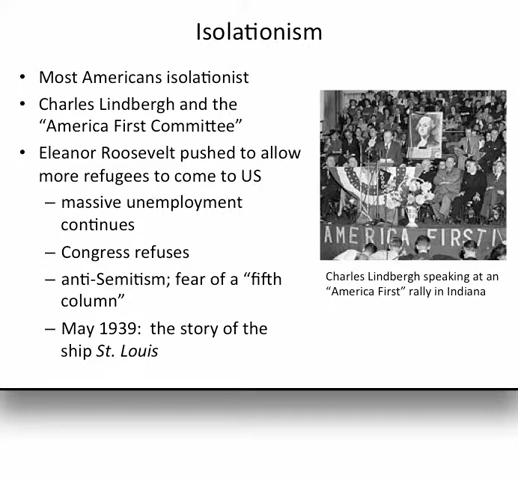 Isolationism
• Most Americans isolationist
• Charles Lindbergh and the
“America First Committee”
• Eleanor Roosevelt pushed to allow
more refugees to come to US
– massive unemployment
continues
– Congress refuses
– anti-Semitism; fear of a “fifth
column”
– May 1939:  the story of the
ship St. Louis
AMERICA FIRST
Charles Lindbergh speaking at an
“America First” rally in Indiana